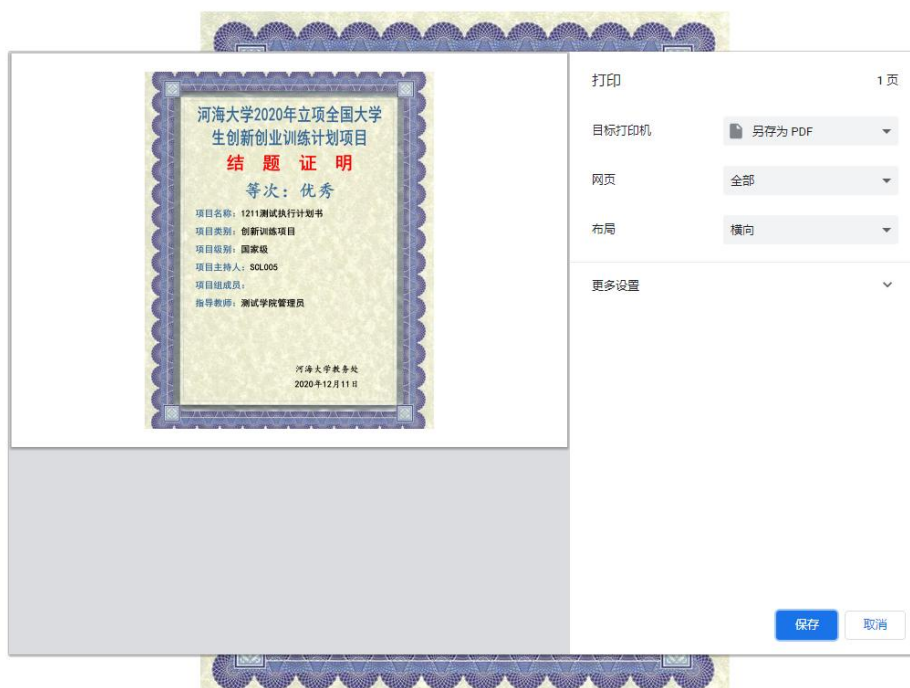 河海大学2020年立项全国大学
生创新创业训练计划项目
结 题 证 明
等次：优秀
项目名称：1211测试执行计划书
项目类别：创新训练项目
项目级别：国家级
项目主持人：SCL005
项目组成员：
指导教师：测试学院管理员
河海大学教务处
2020年12月11日
打印 1 页
目标打印机 另存为 PDF
网页 全部
布局 横向
更多设置
保存 取消